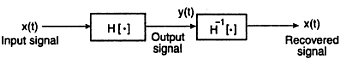 x(t) y(t) x(t)
H[·] H⁻¹[·]
Input signal Output Recovered
signal signal